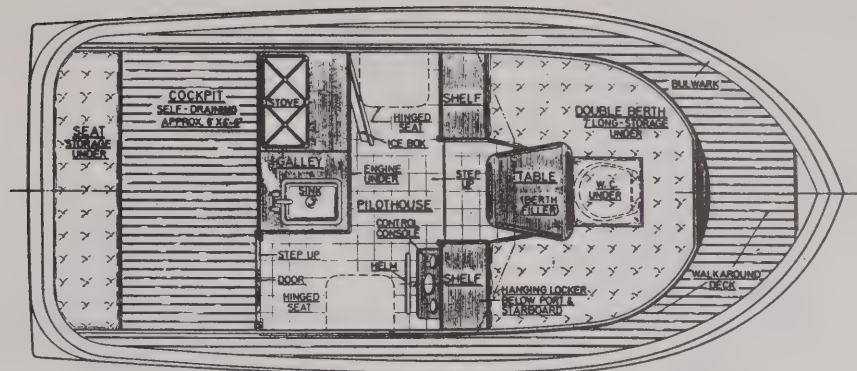 SEAT
STORAGE
UNDER
COCKPIT
SELF-DRAINING
APPROX. 6'X6'-6"
STOVE
GALLEY
SINK
STEP UP
DOOR
HINGED
SEAT
HINGED
SEAT
ICE BOX
ENGINE
UNDER
PILOTHOUSE
CONTROL
CONSOLE
HELM
SHELF
STEP
UP
SHELF
HANGING LOCKER
BELOW PORT &
STARBOARD
TABLE
(BERTH
FILLER)
DOUBLE BERTH
7' LONG-STORAGE
UNDER
W.C.
UNDER
BULWARK
WALKAROUND
DECK